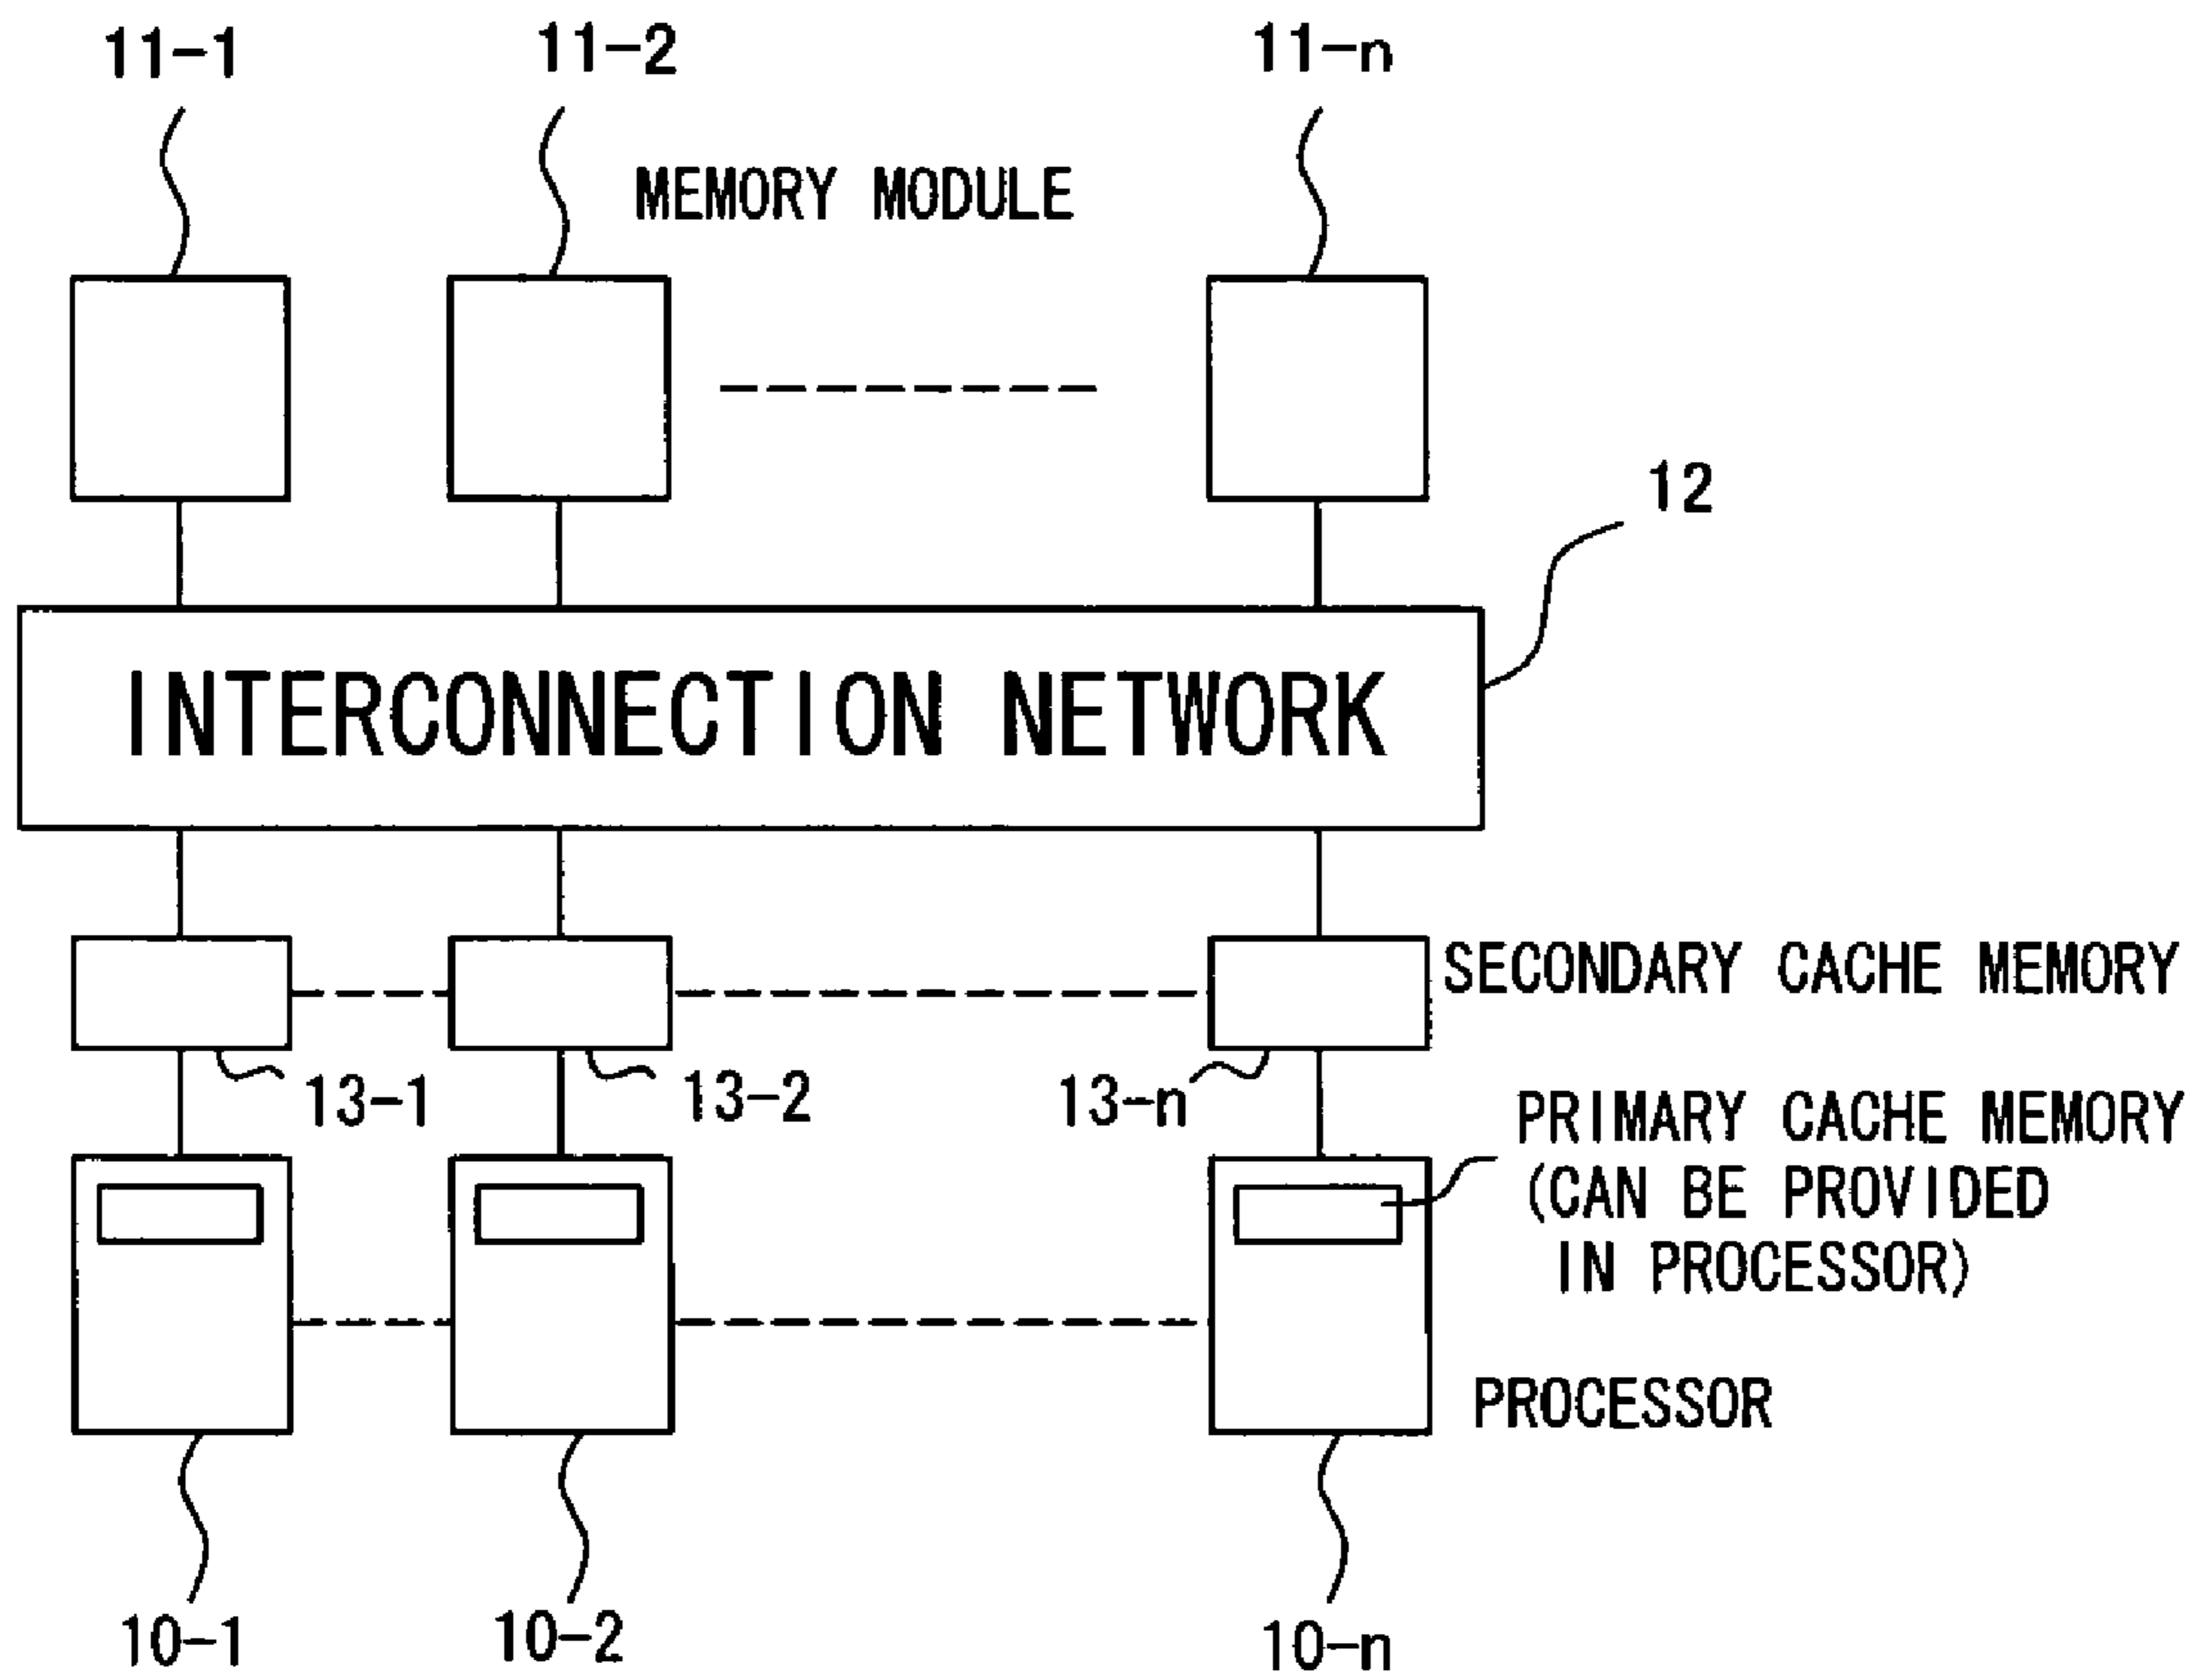 11-1
11-2
11-n
MEMORY MODULE
12
INTERCONNECTION NETWORK
SECONDARY CACHE MEMORY
13-1
13-2
13-n
PRIMARY CACHE MEMORY
(CAN BE PROVIDED
IN PROCESSOR)
PROCESSOR
10-1
10-2
10-n